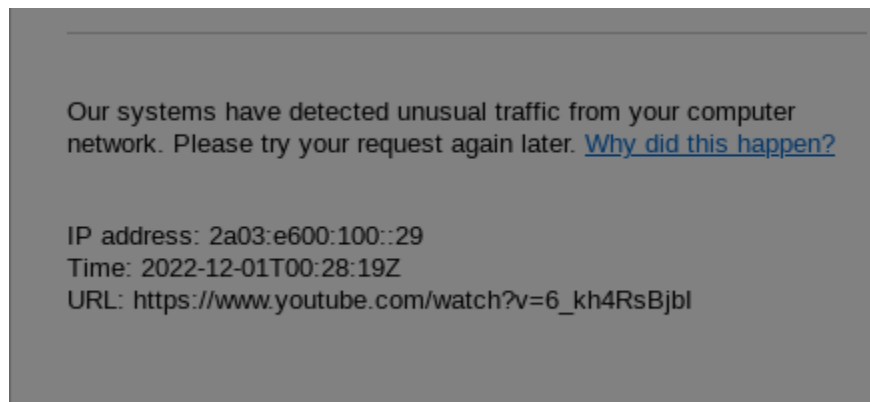 Our systems have detected unusual traffic from your computer
network. Please try your request again later. Why did this happen?
IP address: 2a03:e600:100::29
Time: 2022-12-01T00:28:19Z
URL: https://www.youtube.com/watch?v=6_kh4RsBjbI